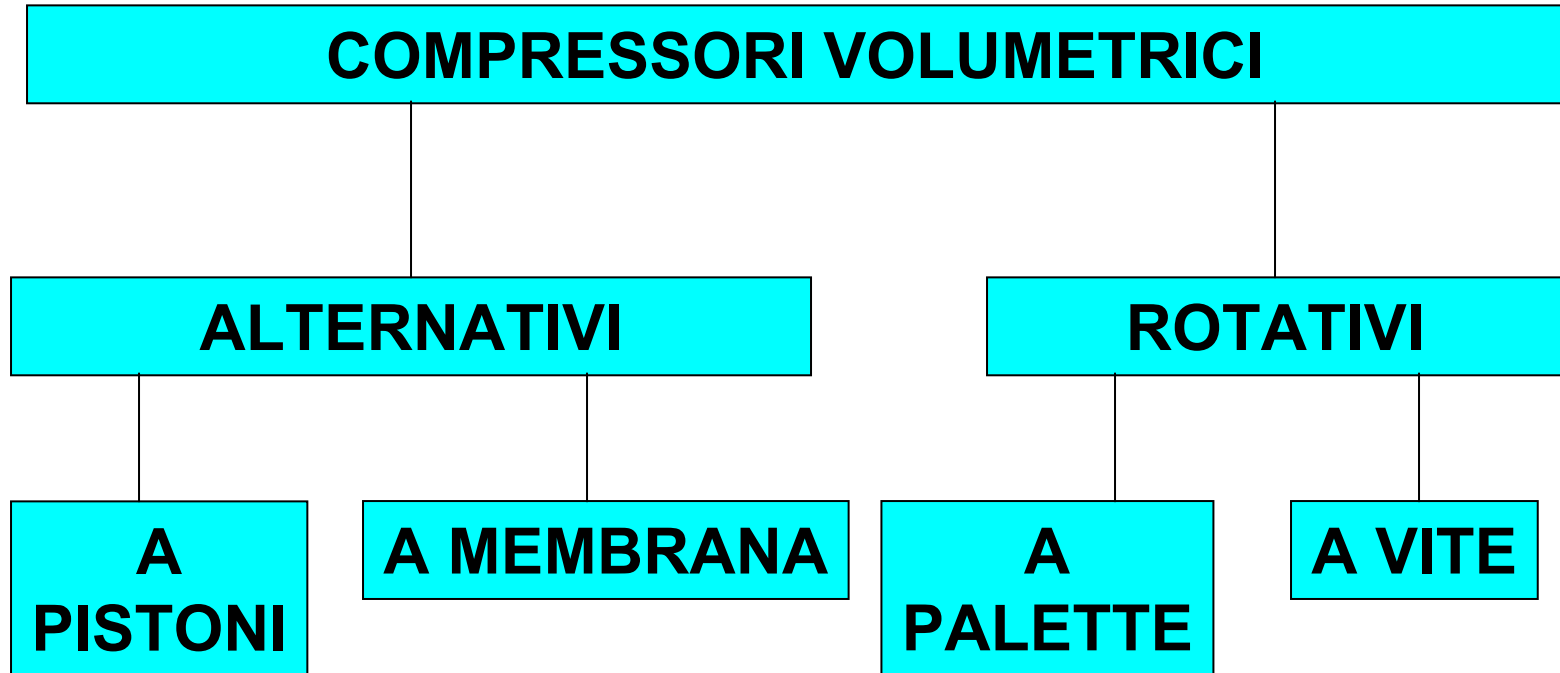 COMPRESSORI VOLUMETRICI
ALTERNATIVI
ROTATIVI
A
PISTONI
A MEMBRANA
A
PALETTE
A VITE